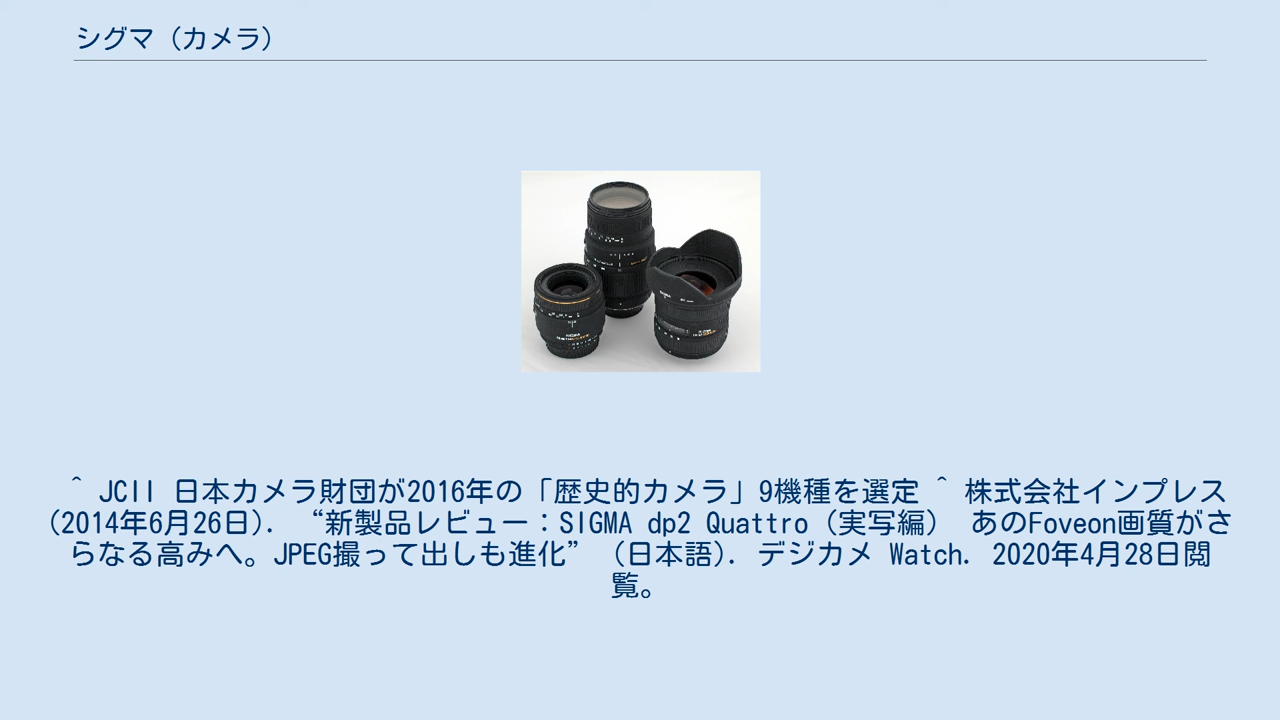 シグマ（カメラ）
^ JCII 日本カメラ財団が2016年の「歴史的カメラ」9機種を選定 ^ 株式会社インプレス
(2014年6月26日). “新製品レビュー：SIGMA dp2 Quattro（実写編） あのFoveon画質がさ
らなる高みへ。JPEG撮って出しも進化” (日本語). デジカメ Watch. 2020年4月28日閲
覧。